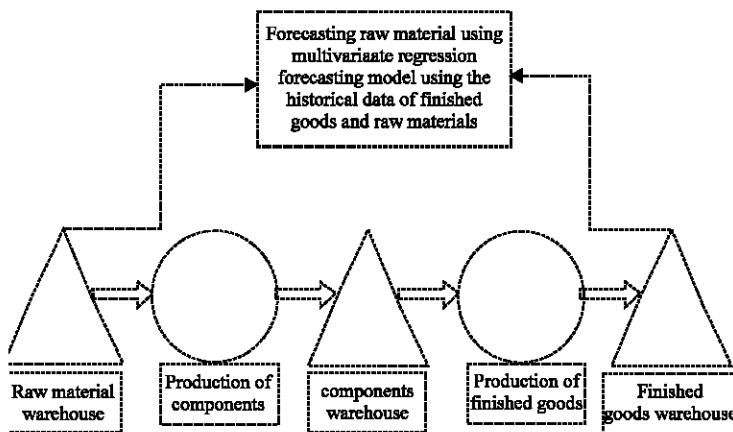 Forecasting raw material using
multivariaate regression
forecasting model using the
historical data of finished
goods and raw materials
Raw material
warehouse
Production of
components
components
warehouse
Production of
finished goods
Finished
goods warehouse